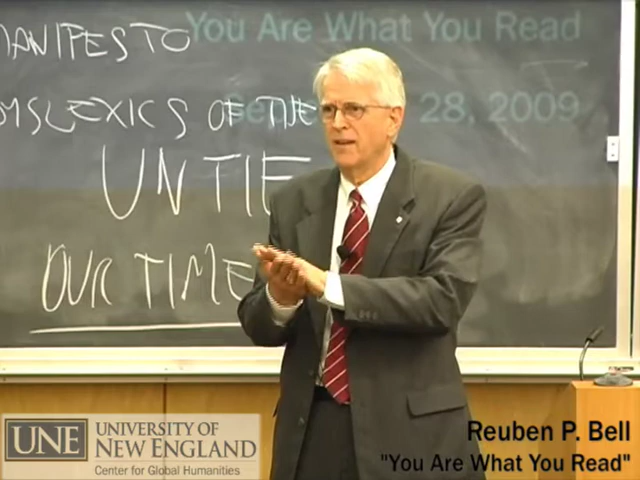 You Are What You Read
28, 2009
MANIFESTO
DYSLEXICS OF THE
UNTIE
OUR TIME
UNE
UNIVERSITY OF
NEW ENGLAND
Center for Global Humanities
Reuben P. Bell
"You Are What You Read"